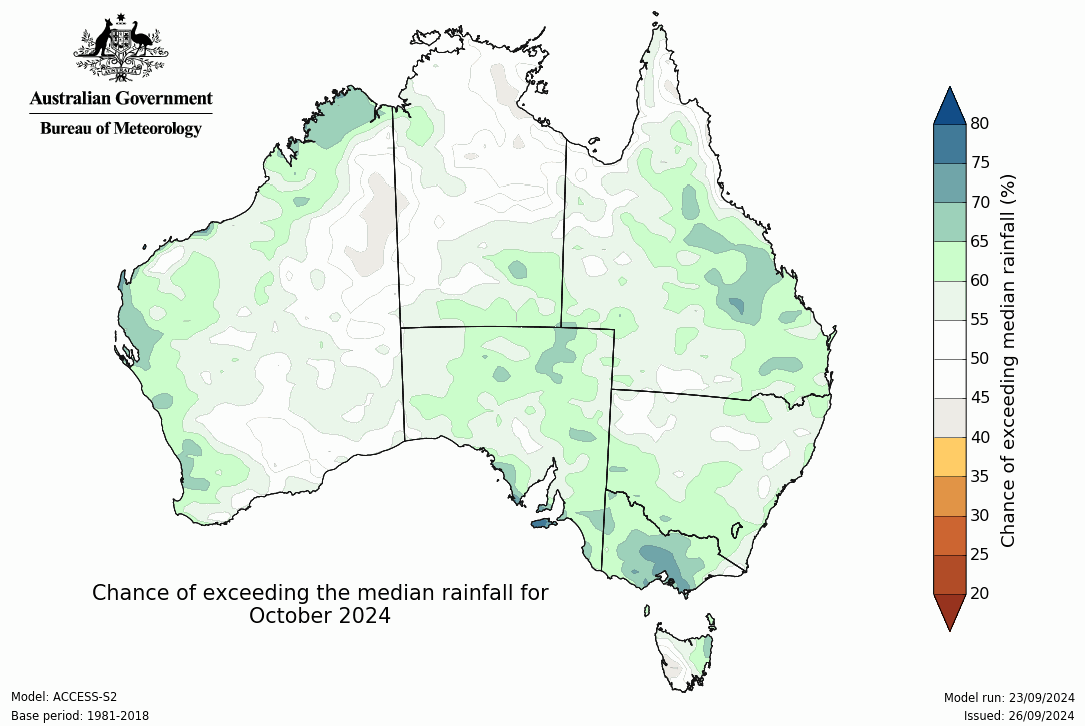 Australian Government
Bureau of Meteorology
80
75
70
65
60
55
50
45
40
35
30
25
20
Chance of exceeding median rainfall (%)
Chance of exceeding the median rainfall for
October 2024
Model: ACCESS-S2
Base period: 1981-2018
Model run: 23/09/2024
Issued: 26/09/2024